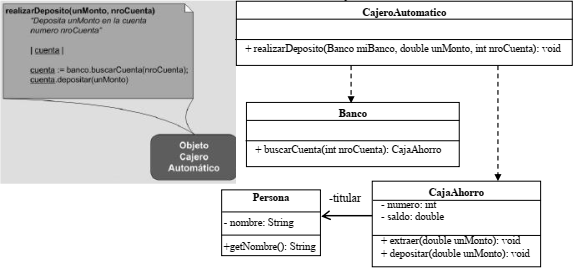 realizarDeposito(unMonto, nroCuenta)
"Deposita unMonto en la cuenta
numero nroCuenta"
| cuenta |
cuenta := banco.buscarCuenta(nroCuenta);
cuenta.depositar(unMonto)
Objeto
Cajero
Automático
CajeroAutomatico
+ realizarDeposito(Banco miBanco, double unMonto, int nroCuenta): void
Banco
+ buscarCuenta(int nroCuenta): CajaAhorro
Persona
- nombre: String
+getNombre(): String
-titular
CajaAhorro
- numero: int
- saldo: double
+ extraer(double unMonto): void
+ depositar(double unMonto): void